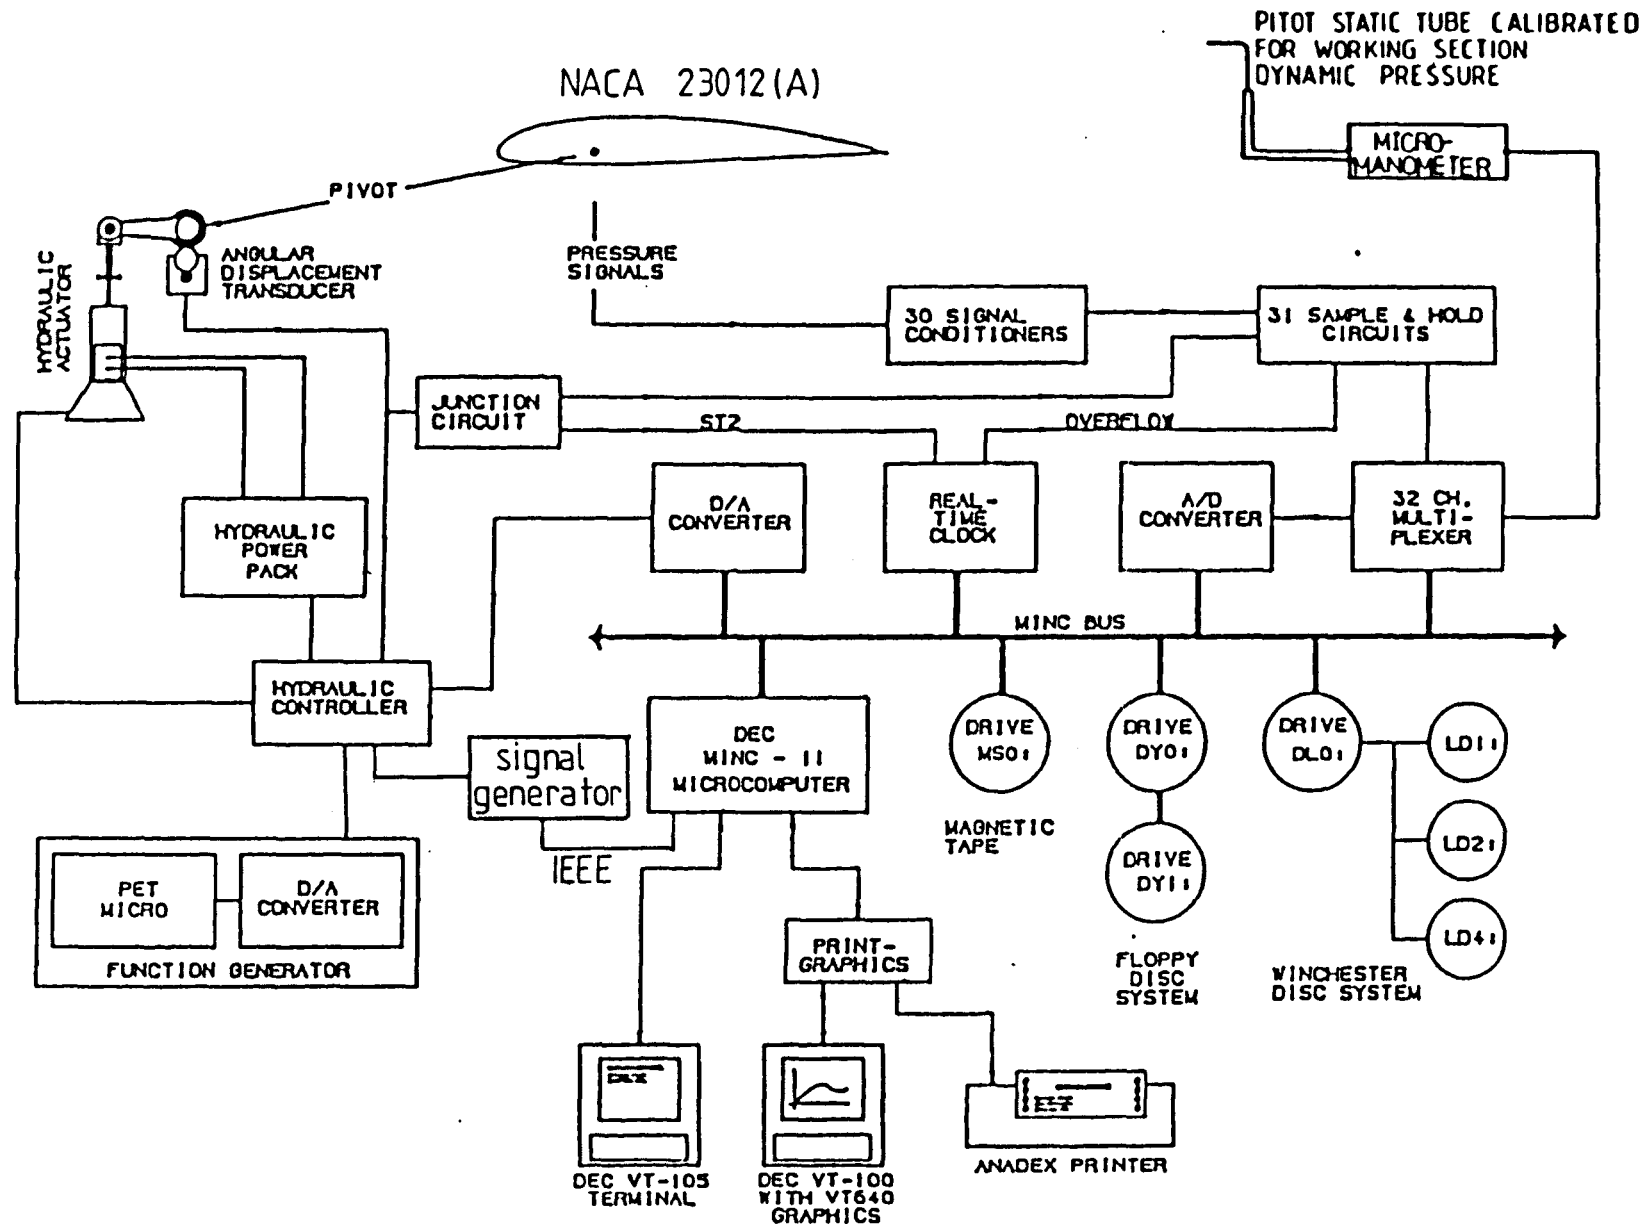 PITOT STATIC TUBE CALIBRATED
FOR WORKING SECTION
DYNAMIC PRESSURE
NACA 23012(A)
MICRO-
MANOMETER
PIVOT
HYDRAULIC
ACTUATOR
ANGULAR
DISPLACEMENT
TRANSDUCER
PRESSURE
SIGNALS
30 SIGNAL
CONDITIONERS
31 SAMPLE & HOLD
CIRCUITS
JUNCTION
CIRCUIT
ST2
OVERFLOW
HYDRAULIC
POWER
PACK
D/A
CONVERTER
REAL-
TIME
CLOCK
A/D
CONVERTER
32 CH.
MULTI-
PLEXER
MINC BUS
HYDRAULIC
CONTROLLER
signal
generator
IEEE
DEC
MINC - 11
MICROCOMPUTER
DRIVE
MS0:
MAGNETIC
TAPE
DRIVE
DY0:
DRIVE
DY1:
FLOPPY
DISC
SYSTEM
DRIVE
DL0:
LD1:
LD2:
LD4:
WINCHESTER
DISC SYSTEM
PET
MICRO
D/A
CONVERTER
FUNCTION GENERATOR
PRINT-
GRAPHICS
DEC VT-105
TERMINAL
DEC VT-100
WITH VT640
GRAPHICS
ANADEX PRINTER